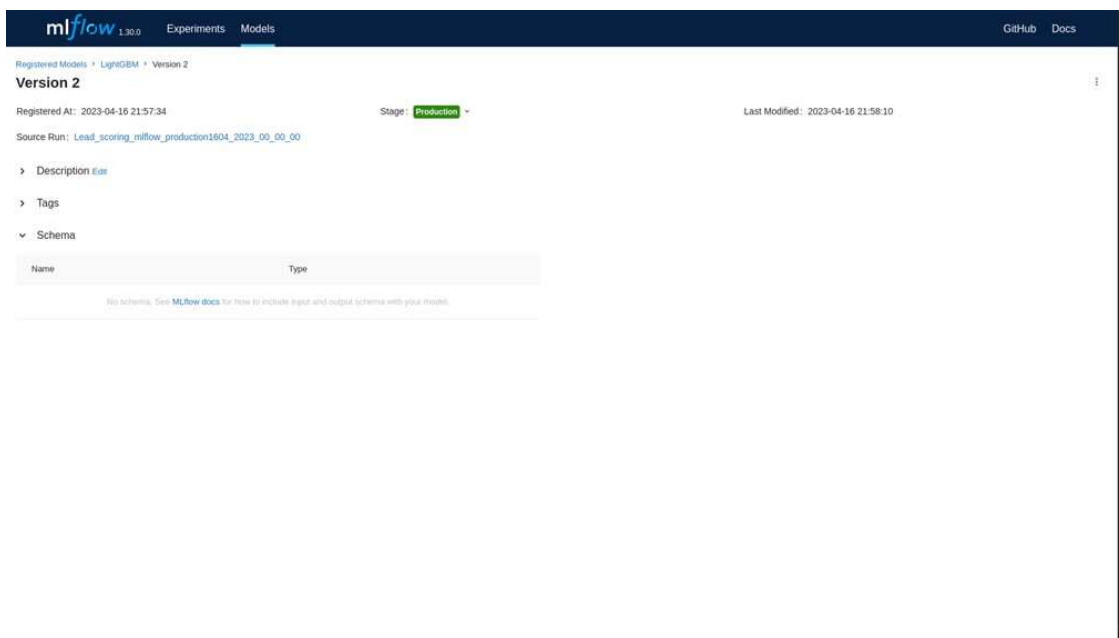 mlflow 1.30.0 Experiments Models GitHub Docs
Registered Models › LightGBM › Version 2
Version 2
Registered At: 2023-04-16 21:57:34 Stage: Production Last Modified: 2023-04-16 21:58:10
Source Run: Lead_scoring_mlflow_production1604_2023_00_00_00
Description Edit
Tags
Schema
Name Type
No schema. See MLflow docs for how to include input and output schema with your model.